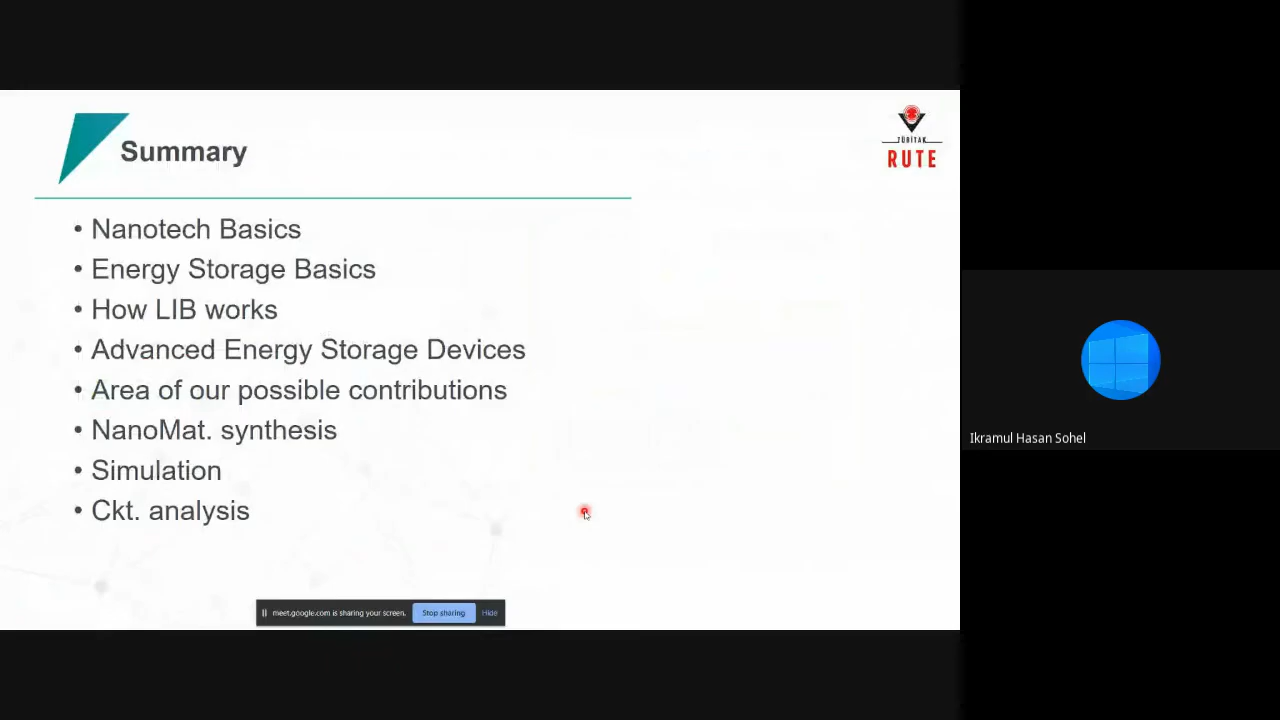 Summary
TÜBİTAK
RUTE
• Nanotech Basics
• Energy Storage Basics
• How LIB works
• Advanced Energy Storage Devices
• Area of our possible contributions
• NanoMat. synthesis
• Simulation
• Ckt. analysis
meet.google.com is sharing your screen. Stop sharing Hide
Ikramul Hasan Sohel